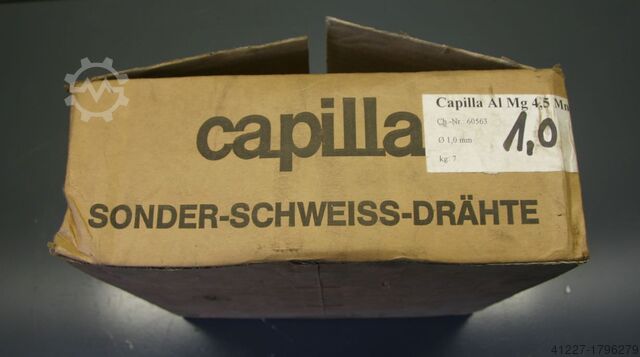 capilla
Capilla Al Mg 4,5 Mn
Ch.-Nr. 60563
Ø 1,0 mm
kg: 7
1,0
SONDER-SCHWEISS-DRÄHTE
41227-1796279